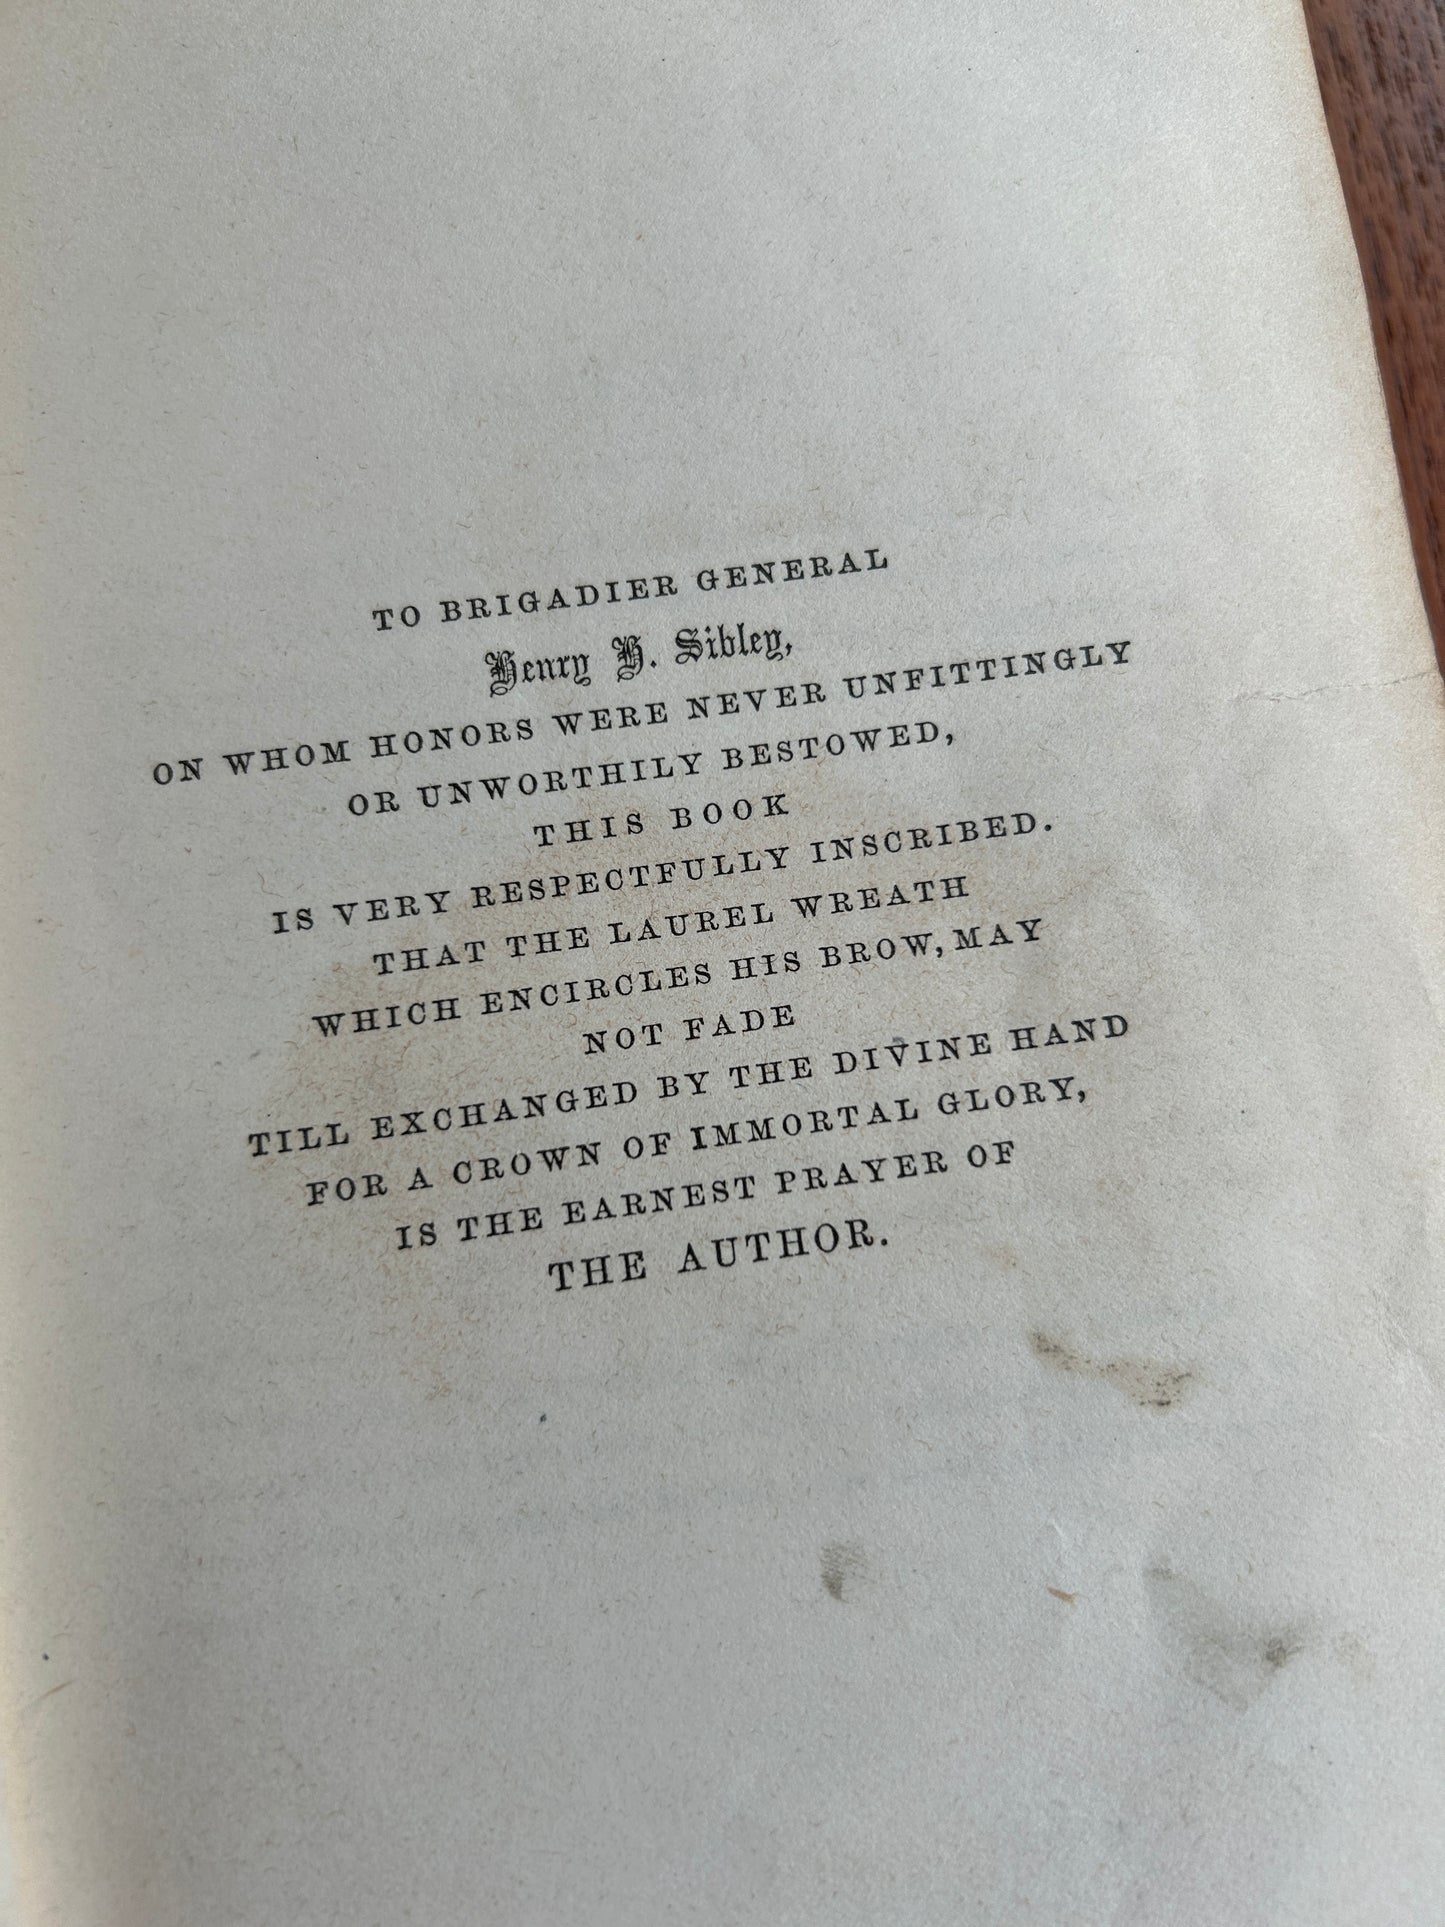 TO BRIGADIER GENERAL
Henry H. Sibley,
ON WHOM HONORS WERE NEVER UNFITTINGLY
OR UNWORTHILY BESTOWED,
THIS BOOK
IS VERY RESPECTFULLY INSCRIBED.
THAT THE LAUREL WREATH
WHICH ENCIRCLES HIS BROW, MAY
NOT FADE
TILL EXCHANGED BY THE DIVINE HAND
FOR A CROWN OF IMMORTAL GLORY,
IS THE EARNEST PRAYER OF
THE AUTHOR.